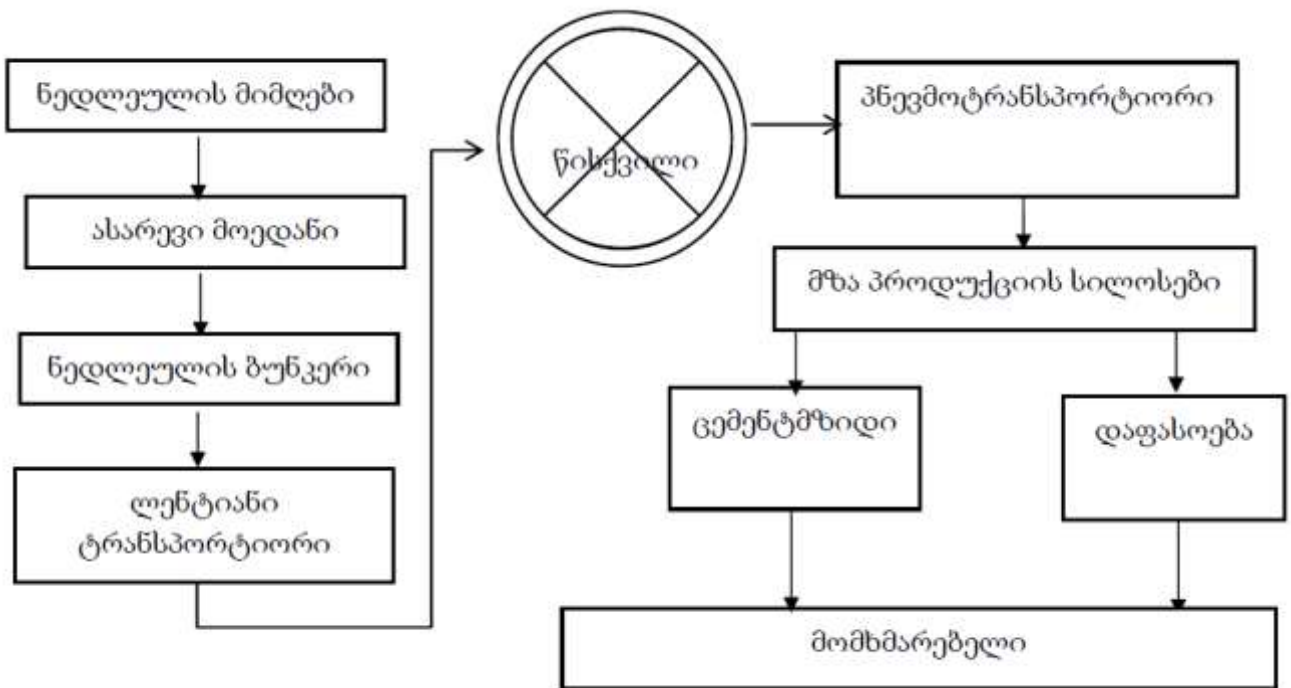 ნედლეულის მიმღები
ასარევი მოედანი
ნედლეულის ბუნკერი
ლენტიანი
ტრანსპორტიორი
წისქვილი
პნევმოტრანსპორტიორი
მზა პროდუქციის სილოსები
ცემენტმზიდი
დაფასოება
მომხმარებელი